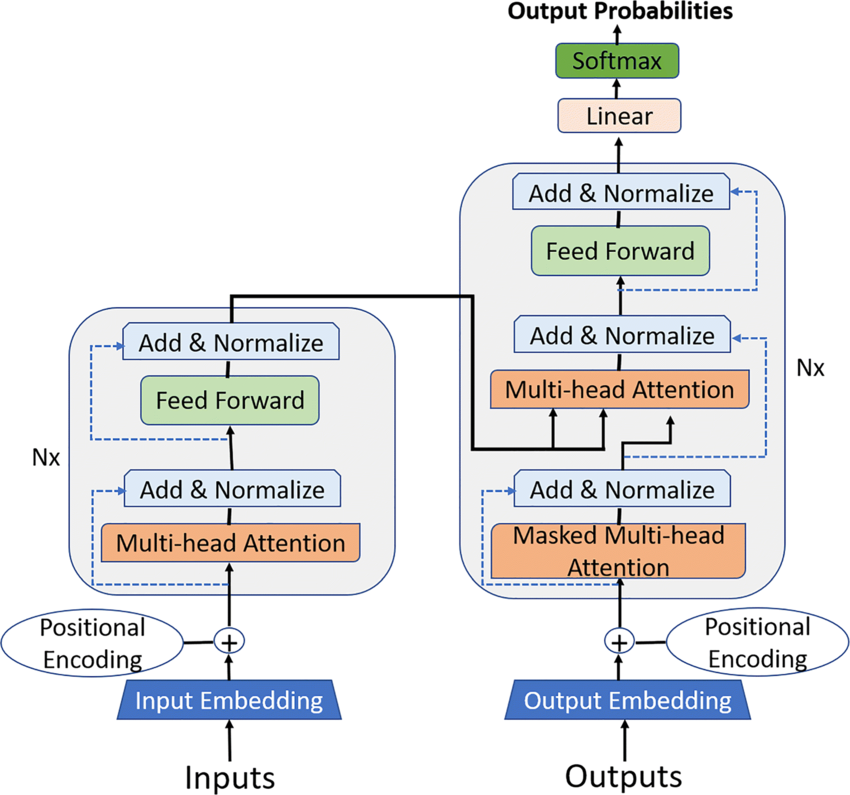 Output Probabilities
Softmax
Linear
Add & Normalize
Feed Forward
Add & Normalize
Multi-head Attention
Nx
Add & Normalize
Masked Multi-head
Attention
Positional
Encoding
+
Output Embedding
Outputs
Add & Normalize
Feed Forward
Nx
Add & Normalize
Multi-head Attention
Positional
Encoding
+
Input Embedding
Inputs